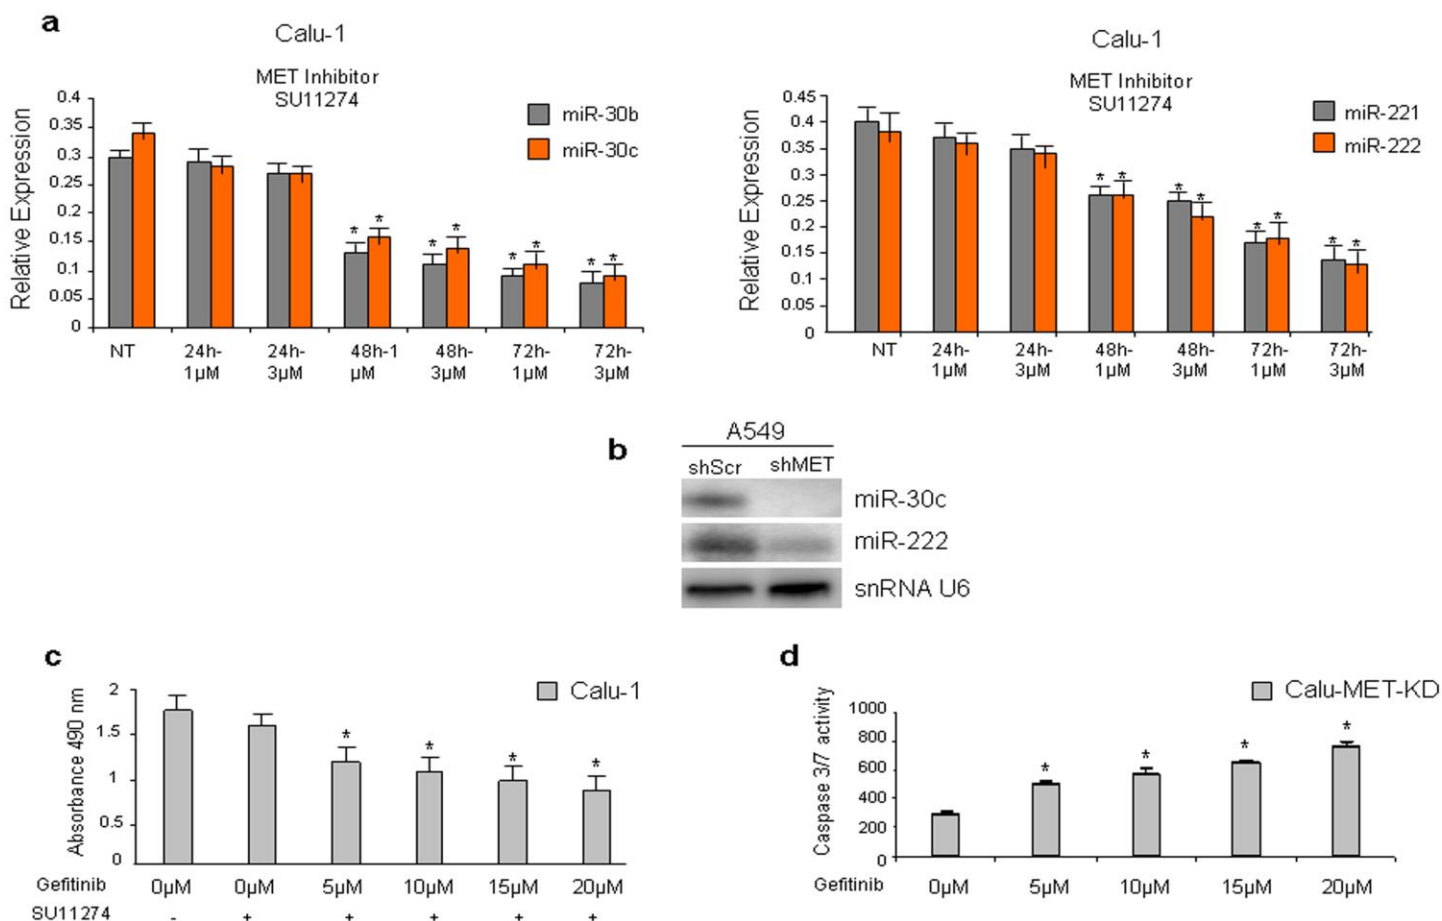 a
Calu-1
MET Inhibitor
SU11274
Relative Expression
0.4
0.35
0.3
0.25
0.2
0.15
0.1
0.05
0
miR-30b
miR-30c
* * * * * * * *
NT 24h- 24h- 48h-1 48h- 72h- 72h-
1µM 3µM µM 3µM 1µM 3µM
Calu-1
MET Inhibitor
SU11274
Relative Expression
0.45
0.4
0.35
0.3
0.25
0.2
0.15
0.1
0.05
0
miR-221
miR-222
* * * * * * * *
NT 24h- 24h- 48h- 48h- 72h- 72h-
1µM 3µM 1µM 3µM 1µM 3µM
b
A549
shScr shMET
miR-30c
miR-222
snRNA U6
c
Absorbance 490 nm
2
1.5
1
0.5
0
Calu-1
* * * *
Gefitinib 0µM 0µM 5µM 10µM 15µM 20µM
SU11274 - + + + + +
d
Caspase 3/7 activity
1000
800
600
400
200
0
Calu-MET-KD
* * * *
Gefitinib 0µM 5µM 10µM 15µM 20µM